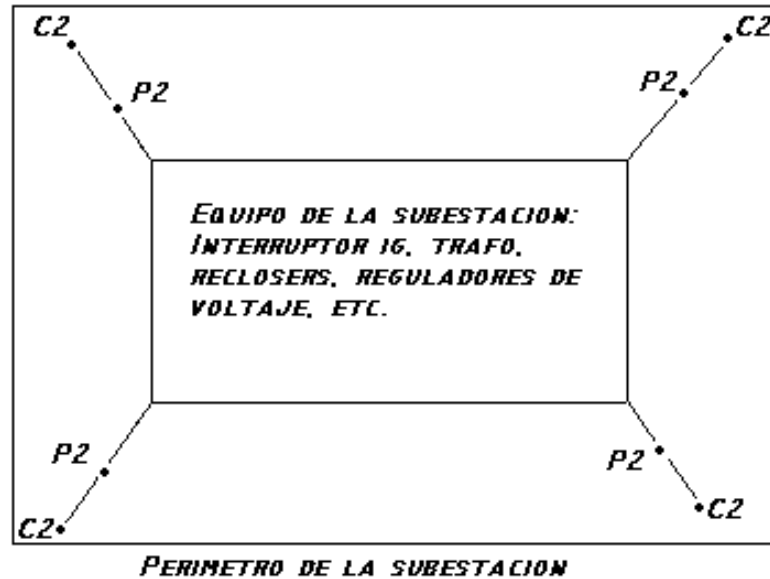 C2
C2
P2
P2
EQUIPO DE LA SUBESTACION:
INTERRUPTOR 16, TRAFO,
RECLOSERS, REGULADORES DE
VOLTAJE, ETC.
P2
P2
C2
C2
PERIMETRO DE LA SUBESTACION